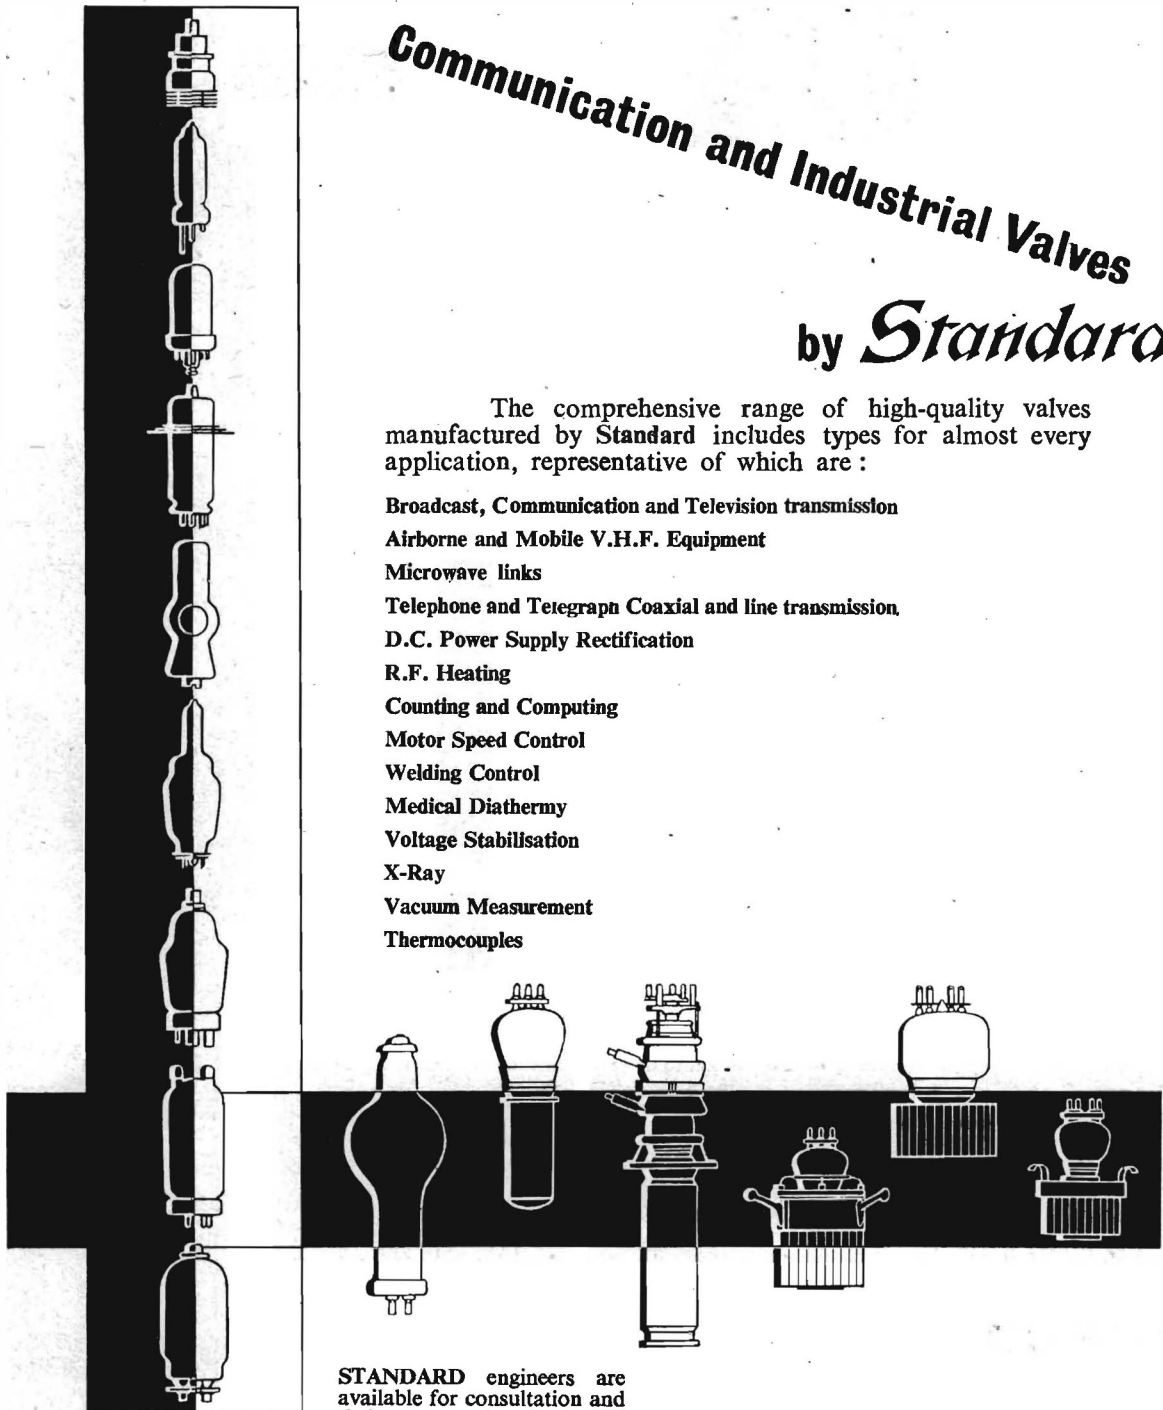 Communication and Industrial Valves
by Standard
The comprehensive range of high-quality valves
manufactured by Standard includes types for almost every
application, representative of which are :
Broadcast, Communication and Television transmission
Airborne and Mobile V.H.F. Equipment
Microwave links
Telephone and Telegraph Coaxial and line transmission.
D.C. Power Supply Rectification
R.F. Heating
Counting and Computing
Motor Speed Control
Welding Control
Medical Diathermy
Voltage Stabilisation
X-Ray
Vacuum Measurement
Thermocouples
STANDARD engineers are
available for consultation and